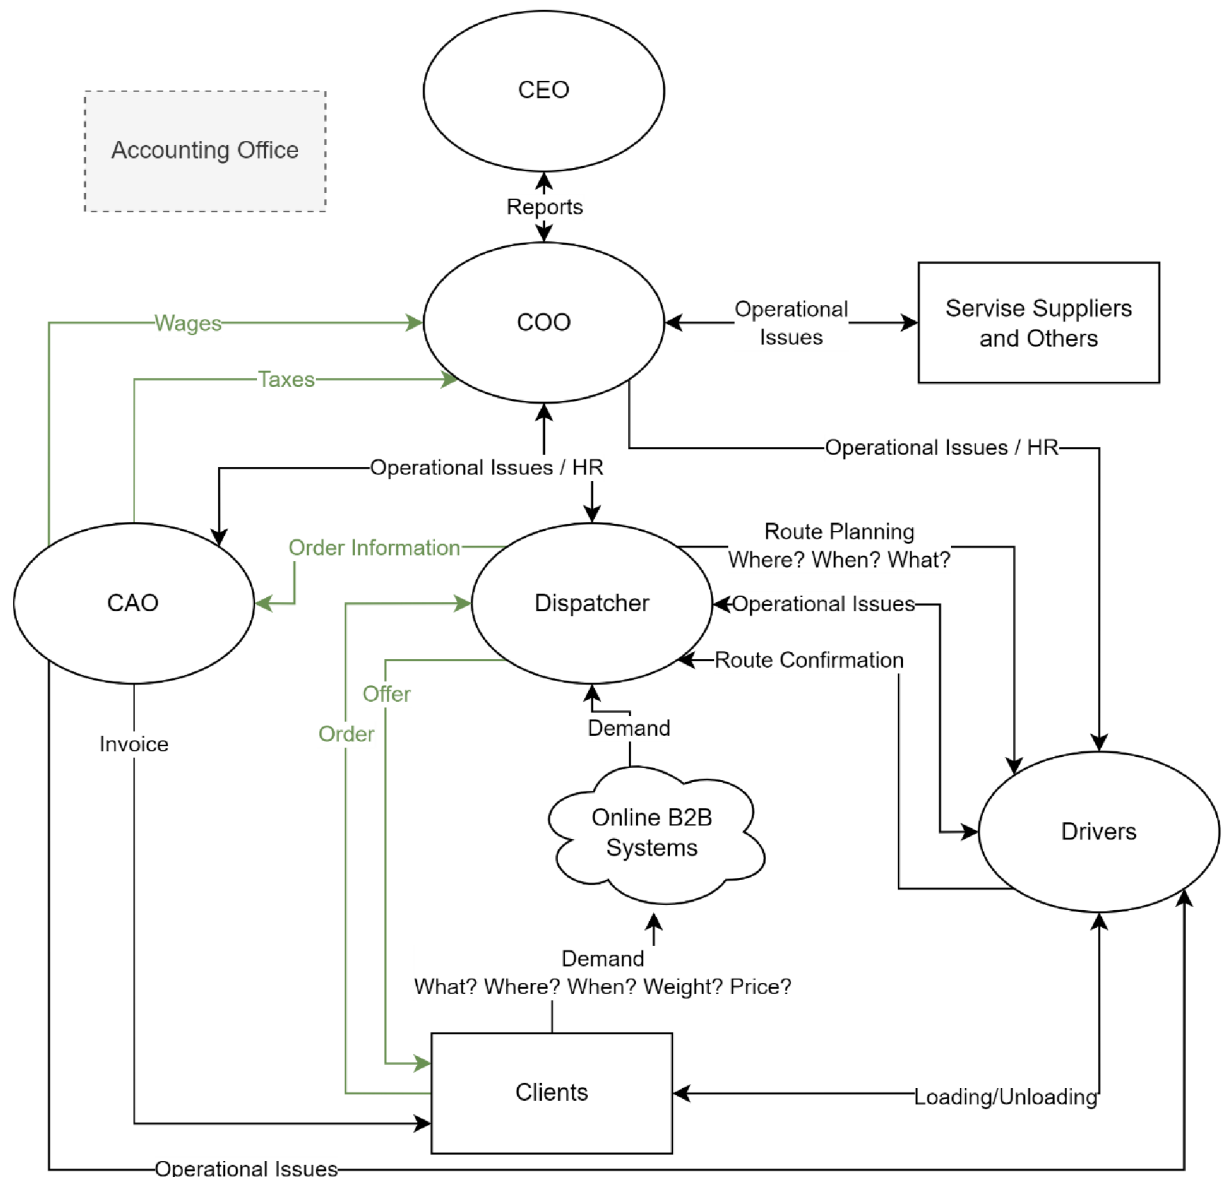 CEO
Accounting Office
Reports
COO
Operational
Issues
Servise Suppliers
and Others
Wages
Taxes
Operational Issues / HR
Operational Issues / HR
Order Information
Route Planning
Where? When? What?
CAO
Dispatcher
Operational Issues
Route Confirmation
Offer
Order
Demand
Invoice
Online B2B
Systems
Drivers
Demand
What? Where? When? Weight? Price?
Clients
Loading/Unloading
Operational Issues